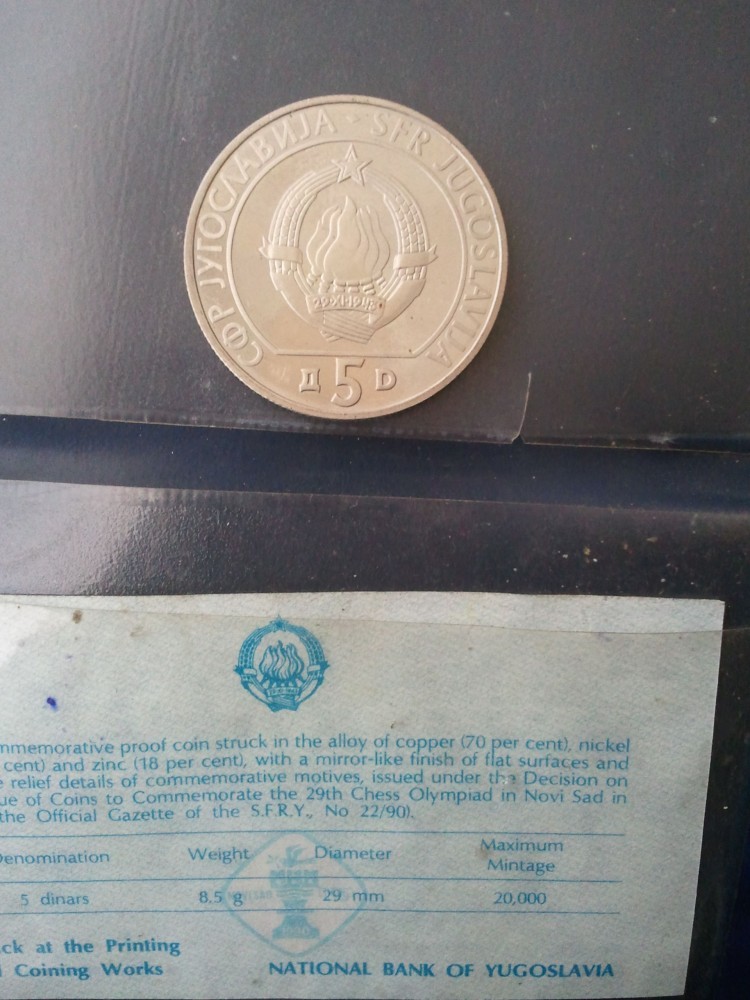 СФР ЈУГОСЛАВИЈА · SFR JUGOSLAVIJA
29·XI·1943
Д 5 D
mmemorative proof coin struck in the alloy of copper (70 per cent), nickel
cent) and zinc (18 per cent), with a mirror-like finish of flat surfaces and
relief details of commemorative motives, issued under the Decision on
ue of Coins to Commemorate the 29th Chess Olympiad in Novi Sad in
the Official Gazette of the S.F.R.Y., No 22/90).
Denomination Weight Diameter Maximum
Mintage
5 dinars 8.5 g 29 mm 20,000
1990
ck at the Printing
Coining Works NATIONAL BANK OF YUGOSLAVIA